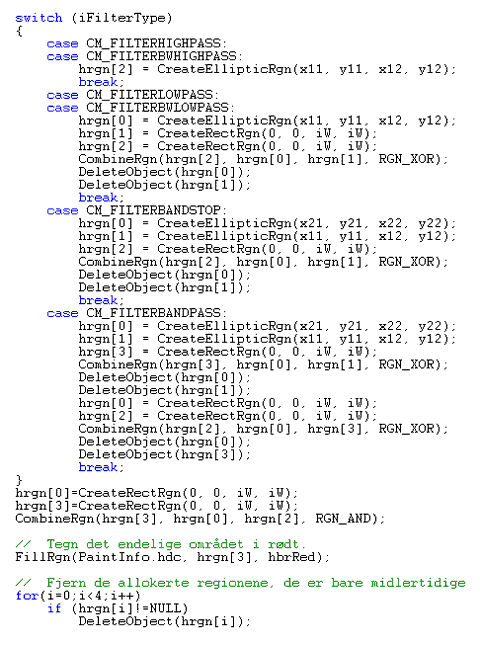 switch (iFilterType)
{
    case CM_FILTERHIGHPASS:
    case CM_FILTERBWHIGHPASS:
        hrgn[2] = CreateEllipticRgn(x11, y11, x12, y12);
        break;
    case CM_FILTERLOWPASS:
    case CM_FILTERBWLOWPASS:
        hrgn[0] = CreateEllipticRgn(x11, y11, x12, y12);
        hrgn[1] = CreateRectRgn(0, 0, iW, iW);
        hrgn[2] = CreateRectRgn(0, 0, iW, iW);
        CombineRgn(hrgn[2], hrgn[0], hrgn[1], RGN_XOR);
        DeleteObject(hrgn[0]);
        DeleteObject(hrgn[1]);
        break;
    case CM_FILTERBANDSTOP:
        hrgn[0] = CreateEllipticRgn(x21, y21, x22, y22);
        hrgn[1] = CreateEllipticRgn(x11, y11, x12, y12);
        hrgn[2] = CreateRectRgn(0, 0, iW, iW);
        CombineRgn(hrgn[2], hrgn[0], hrgn[1], RGN_XOR);
        DeleteObject(hrgn[0]);
        DeleteObject(hrgn[1]);
        break;
    case CM_FILTERBANDPASS:
        hrgn[0] = CreateEllipticRgn(x21, y21, x22, y22);
        hrgn[1] = CreateEllipticRgn(x11, y11, x12, y12);
        hrgn[3] = CreateRectRgn(0, 0, iW, iW);
        CombineRgn(hrgn[3], hrgn[0], hrgn[1], RGN_XOR);
        DeleteObject(hrgn[0]);
        DeleteObject(hrgn[1]);
        hrgn[0] = CreateRectRgn(0, 0, iW, iW);
        hrgn[2] = CreateRectRgn(0, 0, iW, iW);
        CombineRgn(hrgn[2], hrgn[0], hrgn[3], RGN_XOR);
        DeleteObject(hrgn[0]);
        DeleteObject(hrgn[3]);
        break;
}
hrgn[0]=CreateRectRgn(0, 0, iW, iW);
hrgn[3]=CreateRectRgn(0, 0, iW, iW);
CombineRgn(hrgn[3], hrgn[0], hrgn[2], RGN_AND);
//  Tegn det endelige området i rødt.
FillRgn(PaintInfo.hdc, hrgn[3], hbrRed);
//  Fjern de allokerte regionene, de er bare midlertidige
for(i=0;i<4;i++)
    if (hrgn[i]!=NULL)
        DeleteObject(hrgn[i]);